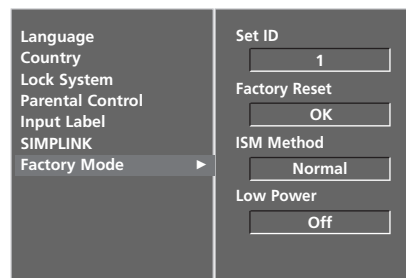 Language
Country
Lock System
Parental Control
Input Label
SIMPLINK
Factory Mode ►
Set ID
1
Factory Reset
OK
ISM Method
Normal
Low Power
Off